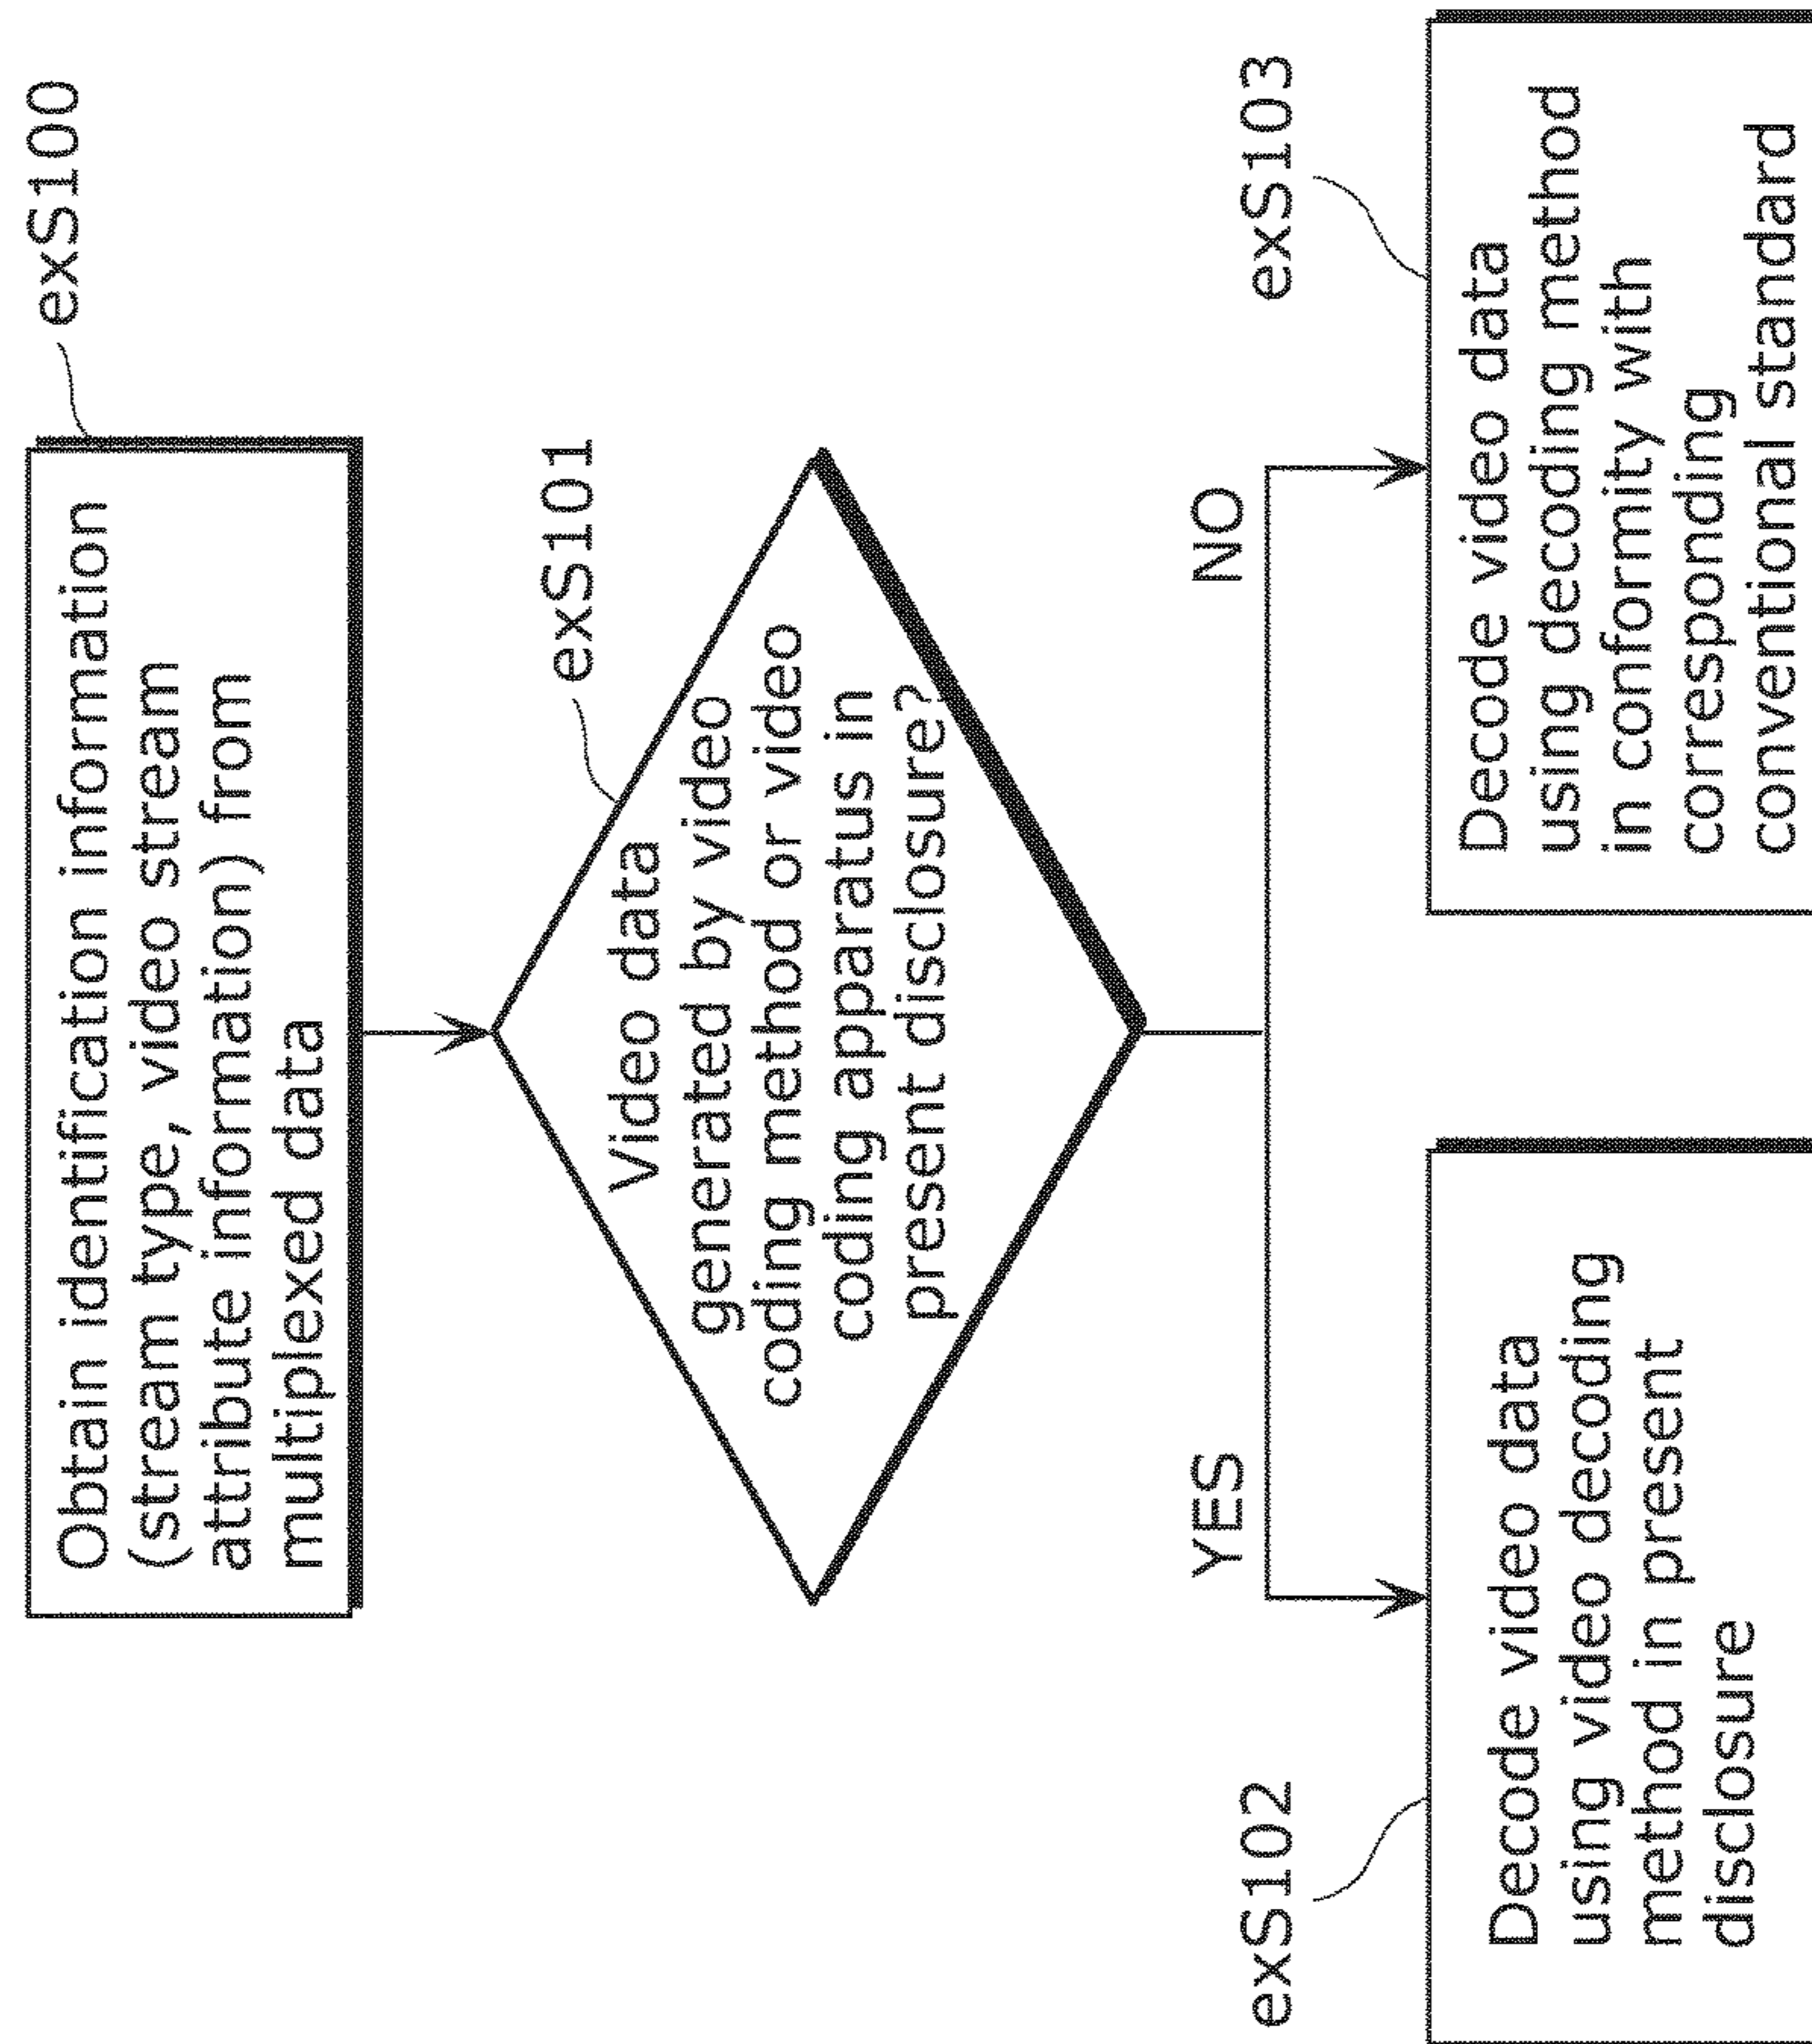 exS100
Obtain identification information
(stream type, video stream
attribute information) from
multiplexed data
exS101
Video data
generated by video
coding method or video
coding apparatus in
present disclosure?
YES
NO
exS102
Decode video data
using video decoding
method in present
disclosure
exS103
Decode video data
using decoding method
in conformity with
corresponding
conventional standard